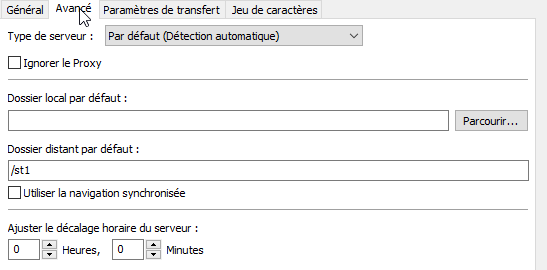 Général Avancé Paramètres de transfert Jeu de caractères
Type de serveur : Par défaut (Détection automatique)
Ignorer le Proxy
Dossier local par défaut :
Parcourir...
Dossier distant par défaut :
/st1
Utiliser la navigation synchronisée
Ajuster le décalage horaire du serveur :
0 Heures, 0 Minutes